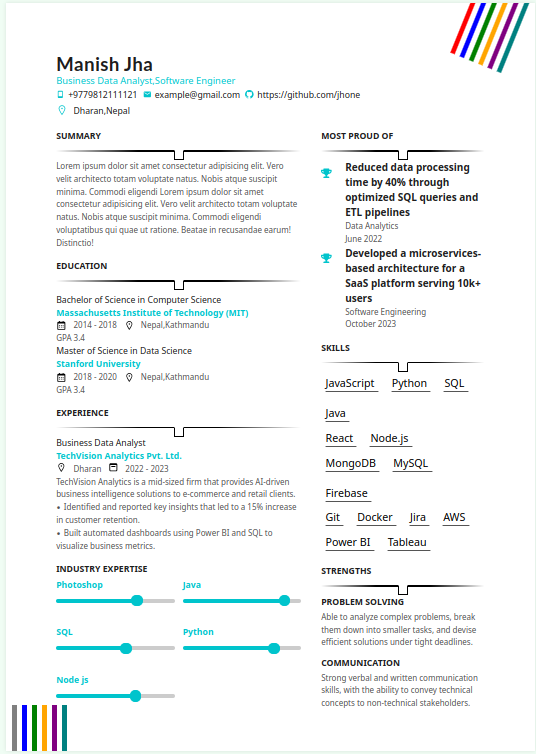 Manish Jha
Business Data Analyst,Software Engineer
+9779812111121 example@gmail.com https://github.com/jhone
Dharan,Nepal
SUMMARY
Lorem ipsum dolor sit amet consectetur adipisicing elit. Vero
velit architecto totam voluptate natus. Nobis atque suscipit
minima. Commodi eligendi Lorem ipsum dolor sit amet
consectetur adipisicing elit. Vero velit architecto totam voluptate
natus. Nobis atque suscipit minima. Commodi eligendi
voluptatibus qui quae ut ratione. Beatae in recusandae earum!
Distinctio!
EDUCATION
Bachelor of Science in Computer Science
Massachusetts Institute of Technology (MIT)
2014 - 2018 Nepal,Kathmandu
GPA 3.4
Master of Science in Data Science
Stanford University
2018 - 2020 Nepal,Kathmandu
GPA 3.4
EXPERIENCE
Business Data Analyst
TechVision Analytics Pvt. Ltd.
Dharan 2022 - 2023
TechVision Analytics is a mid-sized firm that provides AI-driven
business intelligence solutions to e-commerce and retail clients.
• Identified and reported key insights that led to a 15% increase
in customer retention.
• Built automated dashboards using Power BI and SQL to
visualize business metrics.
INDUSTRY EXPERTISE
Photoshop Java
SQL Python
Node js
MOST PROUD OF
Reduced data processing
time by 40% through
optimized SQL queries and
ETL pipelines
Data Analytics
June 2022
Developed a microservices-
based architecture for a
SaaS platform serving 10k+
users
Software Engineering
October 2023
SKILLS
JavaScript Python SQL
Java
React Node.js
MongoDB MySQL
Firebase
Git Docker Jira AWS
Power BI Tableau
STRENGTHS
PROBLEM SOLVING
Able to analyze complex problems, break
them down into smaller tasks, and devise
efficient solutions under tight deadlines.
COMMUNICATION
Strong verbal and written communication
skills, with the ability to convey technical
concepts to non-technical stakeholders.